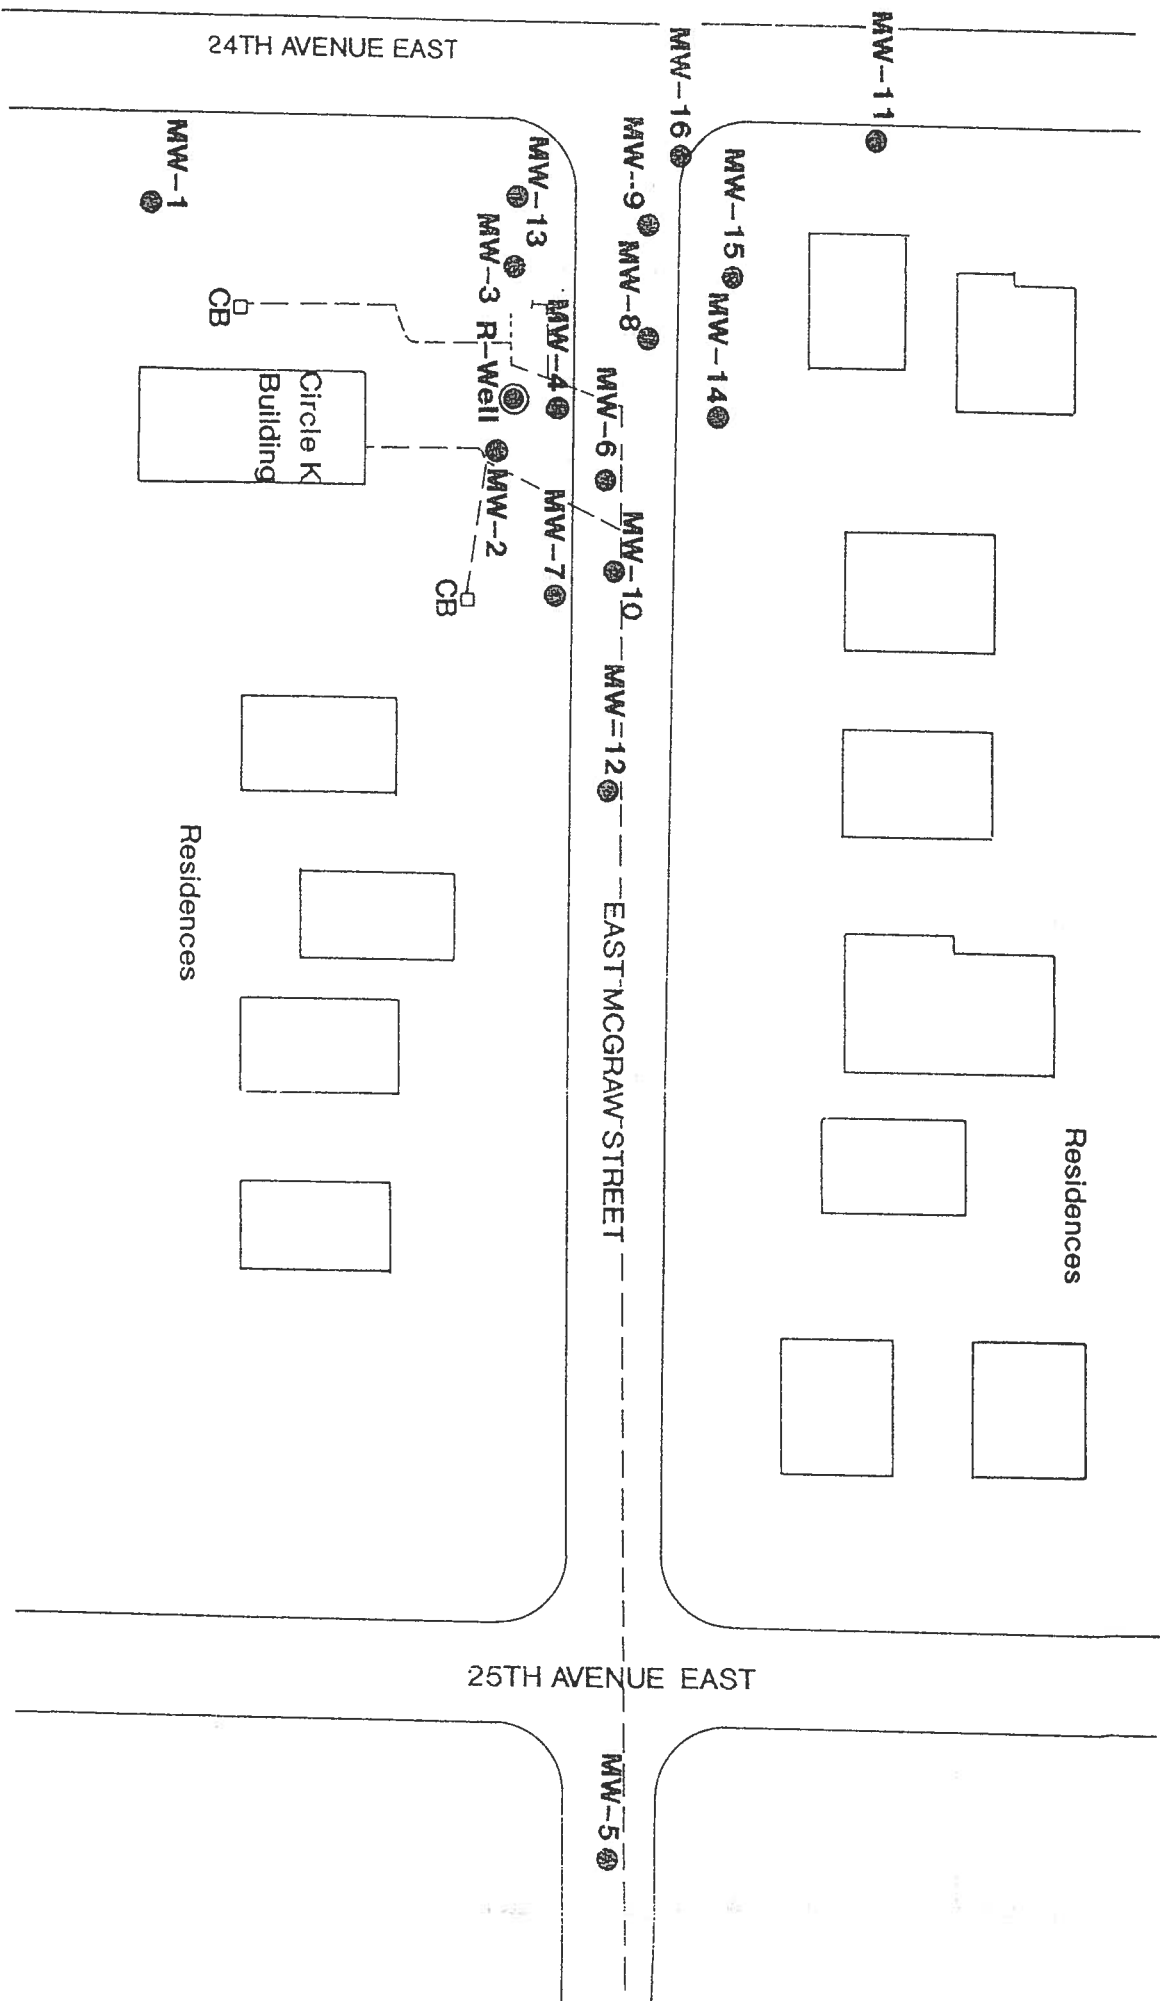 24TH AVENUE EAST
MW-11
MW-16
MW-1
MW-13
MW-9
MW-15
MW-3
MW-8
MW-14
CB
R-Well
MW-4
MW-6
Circle K
Building
MW-2
MW-7
MW-10
CB
MW-12
Residences
EAST MCGRAW STREET
Residences
25TH AVENUE EAST
MW-5